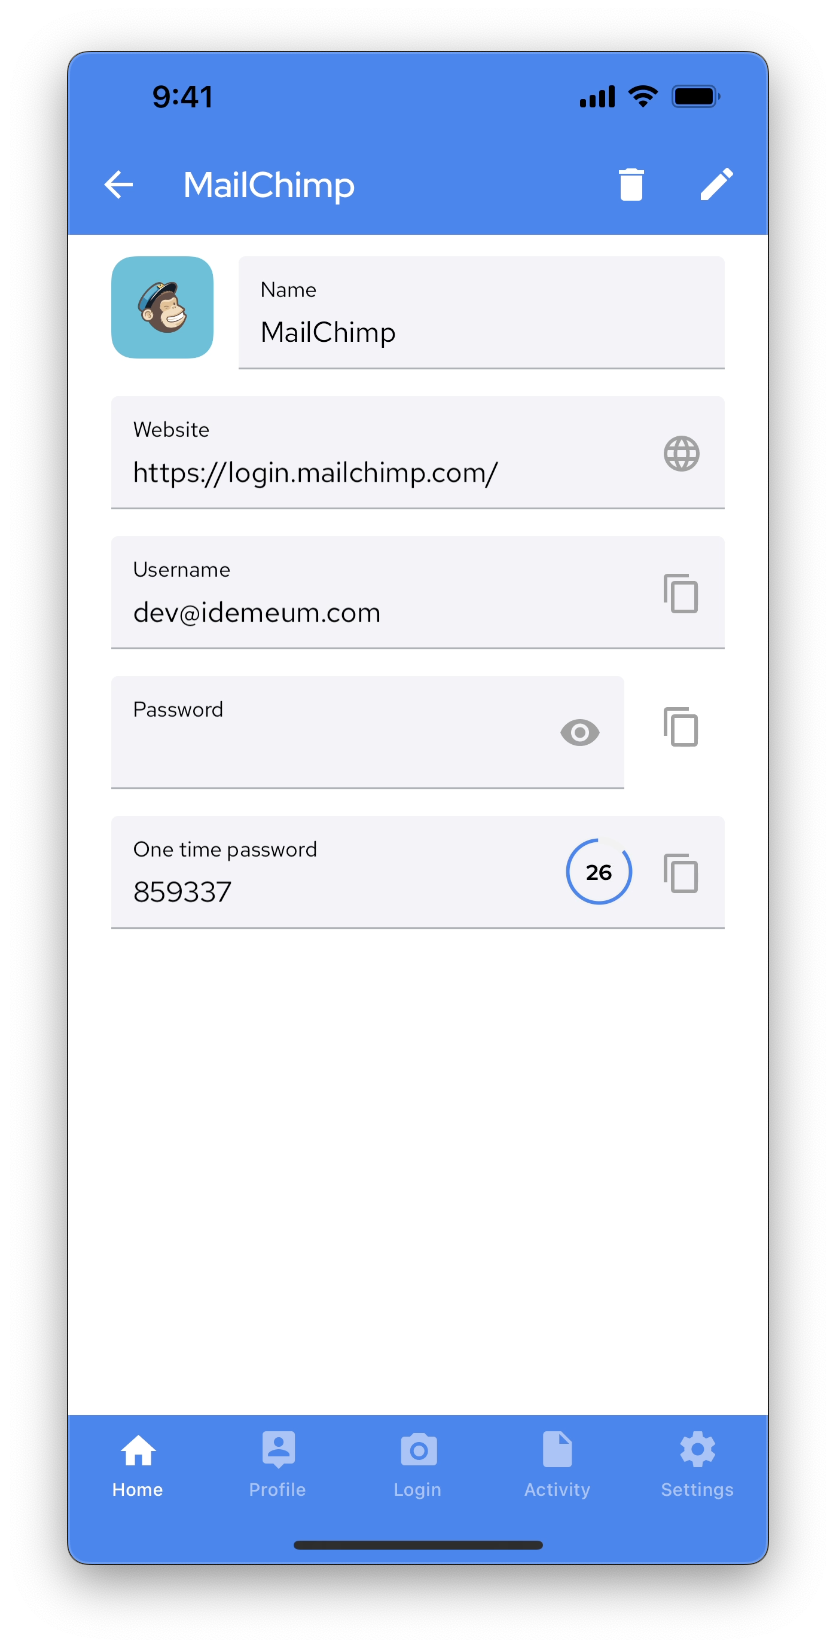 9:41
MailChimp
Name
MailChimp
Website
https://login.mailchimp.com/
Username
dev@idemeum.com
Password
One time password
859337
26
Home
Profile
Login
Activity
Settings